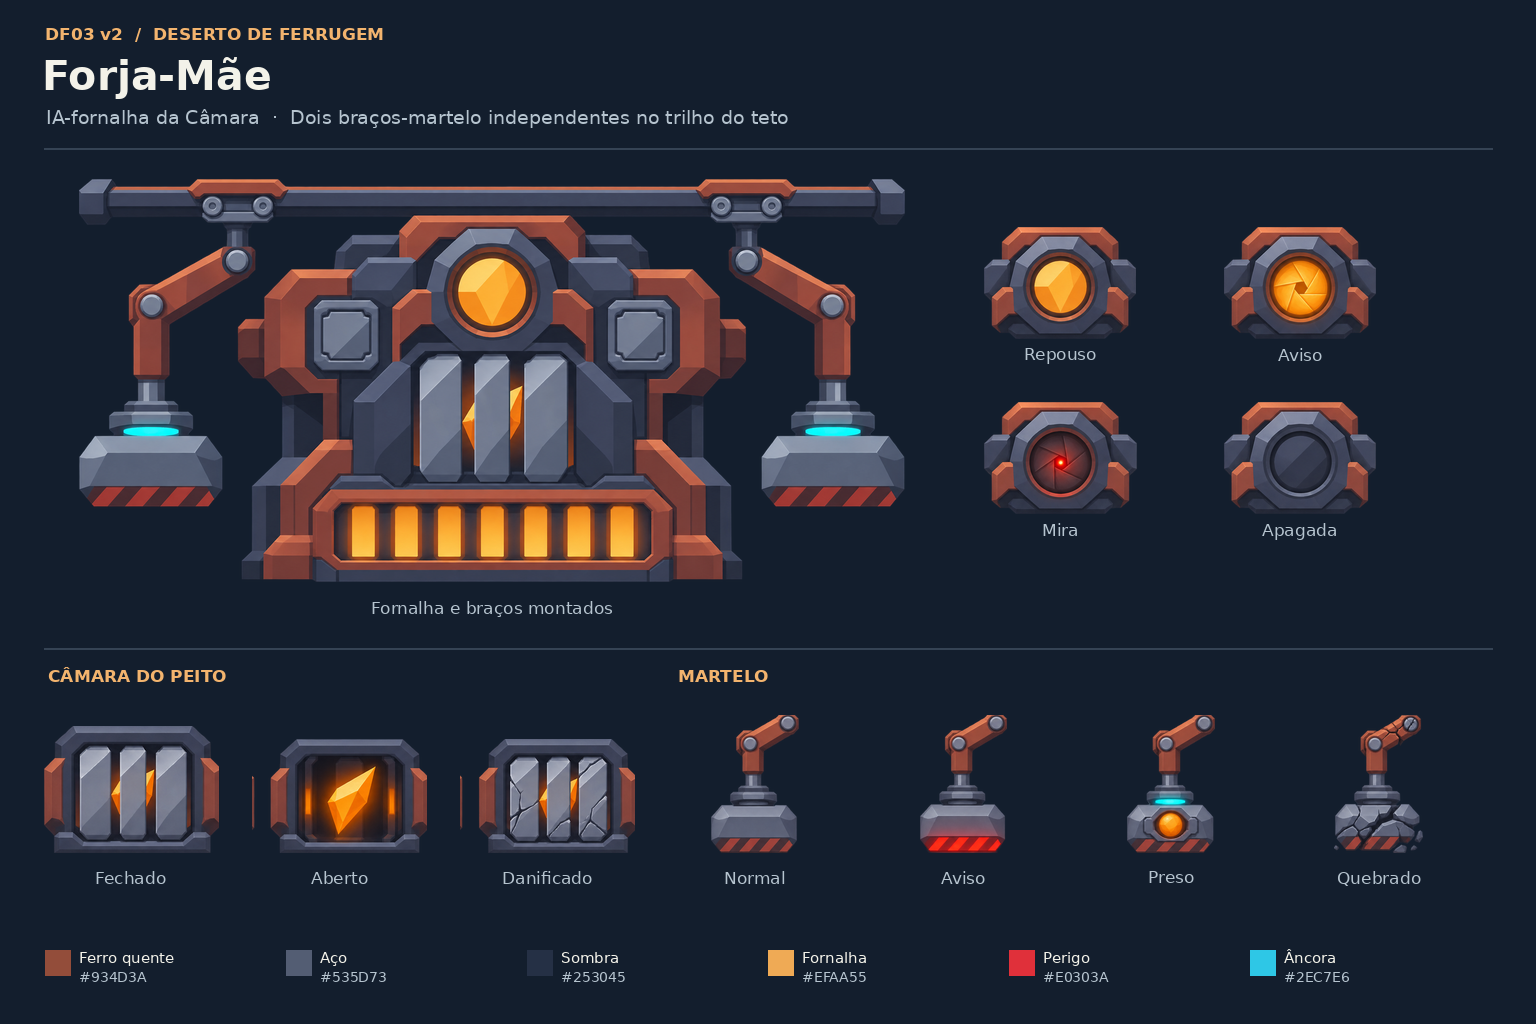 DF03 v2 / DESERTO DE FERRUGEM
Forja-Mãe
IA-fornalha da Câmara · Dois braços-martelo independentes no trilho do teto
Repouso
Aviso
Mira
Apagada
Fornalha e braços montados
CÂMARA DO PEITO
MARTELO
Fechado
Aberto
Danificado
Normal
Aviso
Preso
Quebrado
Ferro quente
#934D3A
Aço
#535D73
Sombra
#253045
Fornalha
#EFAA55
Perigo
#E0303A
Âncora
#2EC7E6